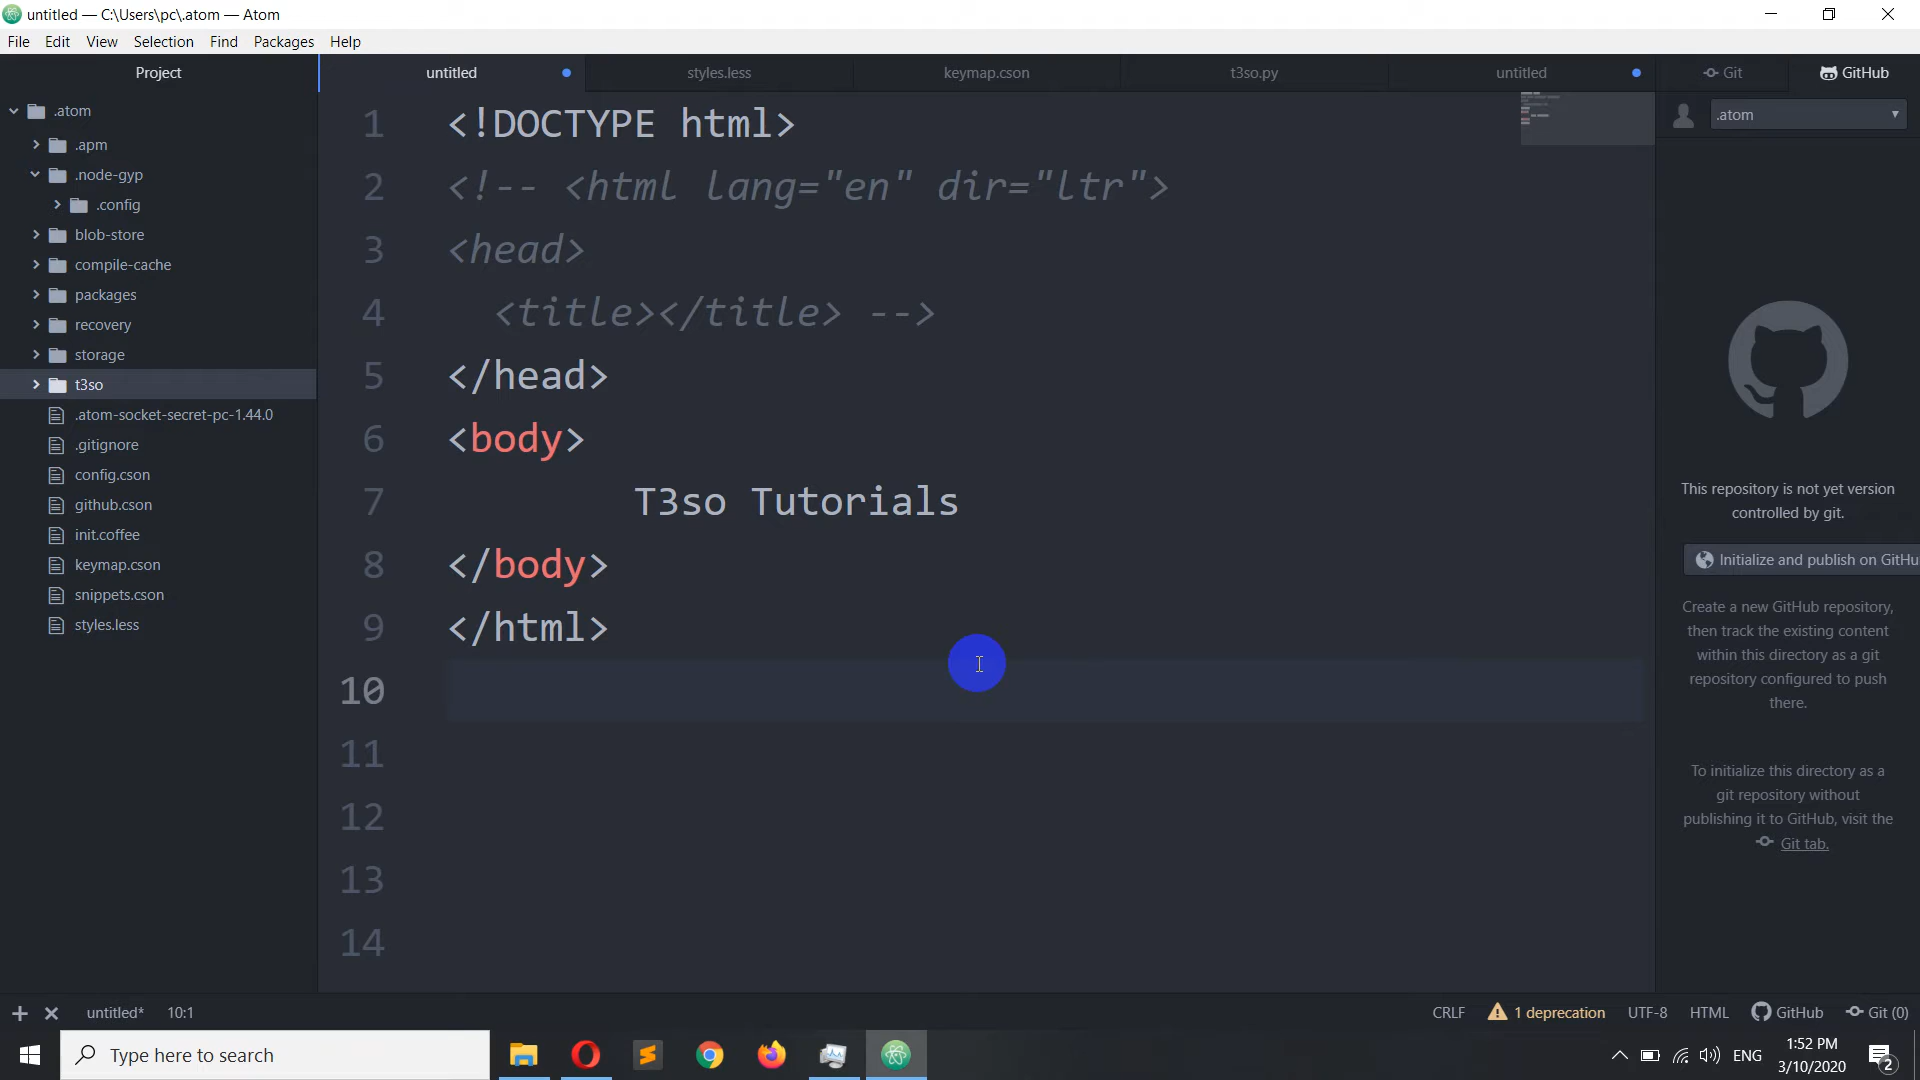 untitled — C:\Users\pc\.atom — Atom
File Edit View Selection Find Packages Help
Project
untitled styles.less keymap.cson t3so.py untitled Git GitHub
.atom
.atom
.apm
.node-gyp
.config
blob-store
compile-cache
packages
recovery
storage
t3so
.atom-socket-secret-pc-1.44.0
.gitignore
config.cson
github.cson
init.coffee
keymap.cson
snippets.cson
styles.less
1 <!DOCTYPE html>
2 <!-- <html lang="en" dir="ltr">
3 <head>
4 <title></title> -->
5 </head>
6 <body>
7 T3so Tutorials
8 </body>
9 </html>
10
11
12
13
14
This repository is not yet version
controlled by git.
Initialize and publish on GitHu
Create a new GitHub repository,
then track the existing content
within this directory as a git
repository configured to push
there.
To initialize this directory as a
git repository without
publishing it to GitHub, visit the
Git tab.
untitled* 10:1 CRLF 1 deprecation UTF-8 HTML GitHub Git (0)
Type here to search
ENG
1:52 PM
3/10/2020
2